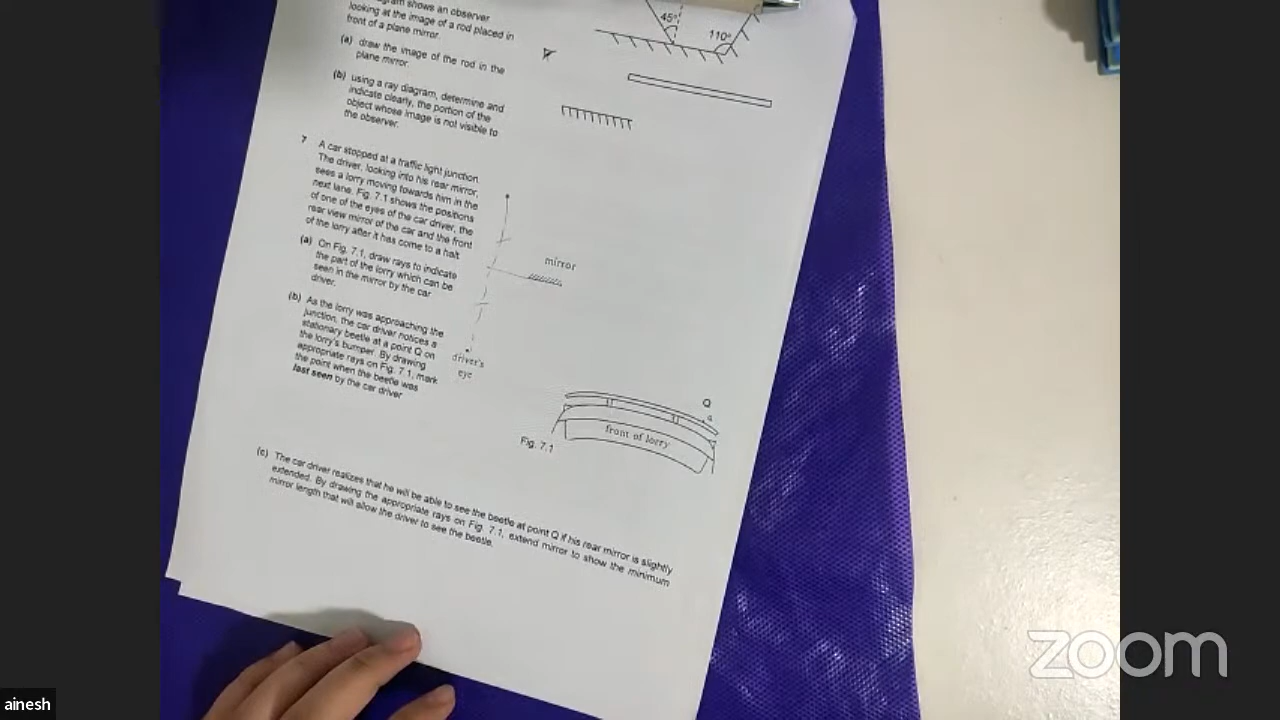 gram shows an observer
looking at the image of a rod placed in
front of a plane mirror.
(a) draw the image of the rod in the
plane mirror.
(b) using a ray diagram, determine and
indicate clearly, the portion of the
object whose image is not visible to
the observer.
45°
110°
7 A car stopped at a traffic light junction.
The driver, looking into his rear mirror,
sees a lorry moving towards him in the
next lane. Fig. 7.1 shows the positions
of one of the eyes of the car driver, the
rear view mirror of the car and the front
of the lorry after it has come to a halt.
(a) On Fig. 7.1, draw rays to indicate
the part of the lorry which can be
seen in the mirror by the car
driver.
(b) As the lorry was approaching the
junction, the car driver notices a
stationary beetle at a point Q on
the lorry's bumper. By drawing
appropriate rays on Fig. 7.1, mark
the point when the beetle was
last seen by the car driver
mirror
driver's
eye
Q
front of lorry
Fig. 7.1
(c) The car driver realizes that he will be able to see the beetle at point Q if his rear mirror is slightly
extended. By drawing the appropriate rays on Fig. 7.1, extend mirror to show the minimum
mirror length that will allow the driver to see the beetle.
zoom
ainesh